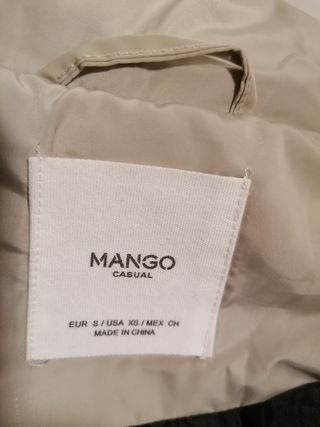 MANGO
CASUAL
EUR S / USA XS / MEX CH
MADE IN CHINA